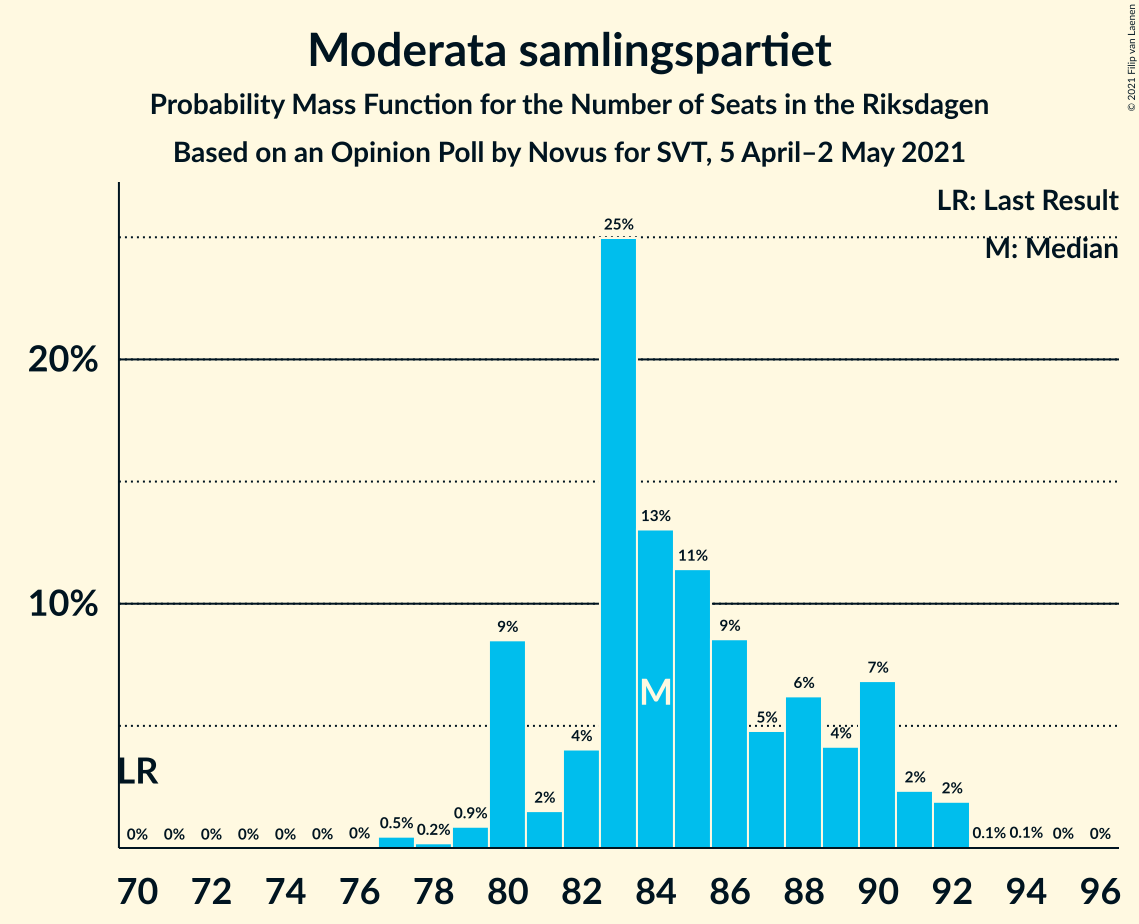 Moderata samlingspartiet
Probability Mass Function for the Number of Seats in the Riksdagen
Based on an Opinion Poll by Novus for SVT, 5 April–2 May 2021
© 2021 Filip van Laenen
LR: Last Result
M: Median
20%
10%
25%
13%
11%
9%
9%
7%
6%
5%
4%
4%
2%
2%
2%
M
LR
0% 0% 0% 0% 0% 0% 0% 0.5% 0.2% 0.9% 0.1% 0.1% 0% 0%
70 72 74 76 78 80 82 84 86 88 90 92 94 96